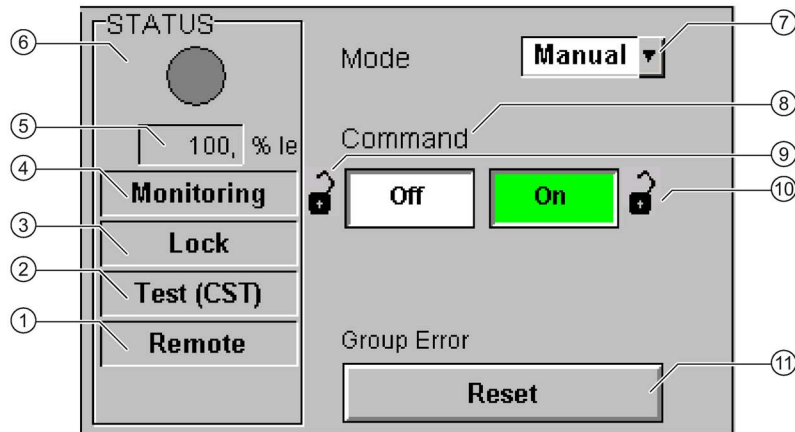 STATUS
6
5
100, % Ie
4
Monitoring
3
Lock
2
Test (CST)
1
Remote
Mode
Manual
7
Command
8
9
Off
On
10
Group Error
Reset
11